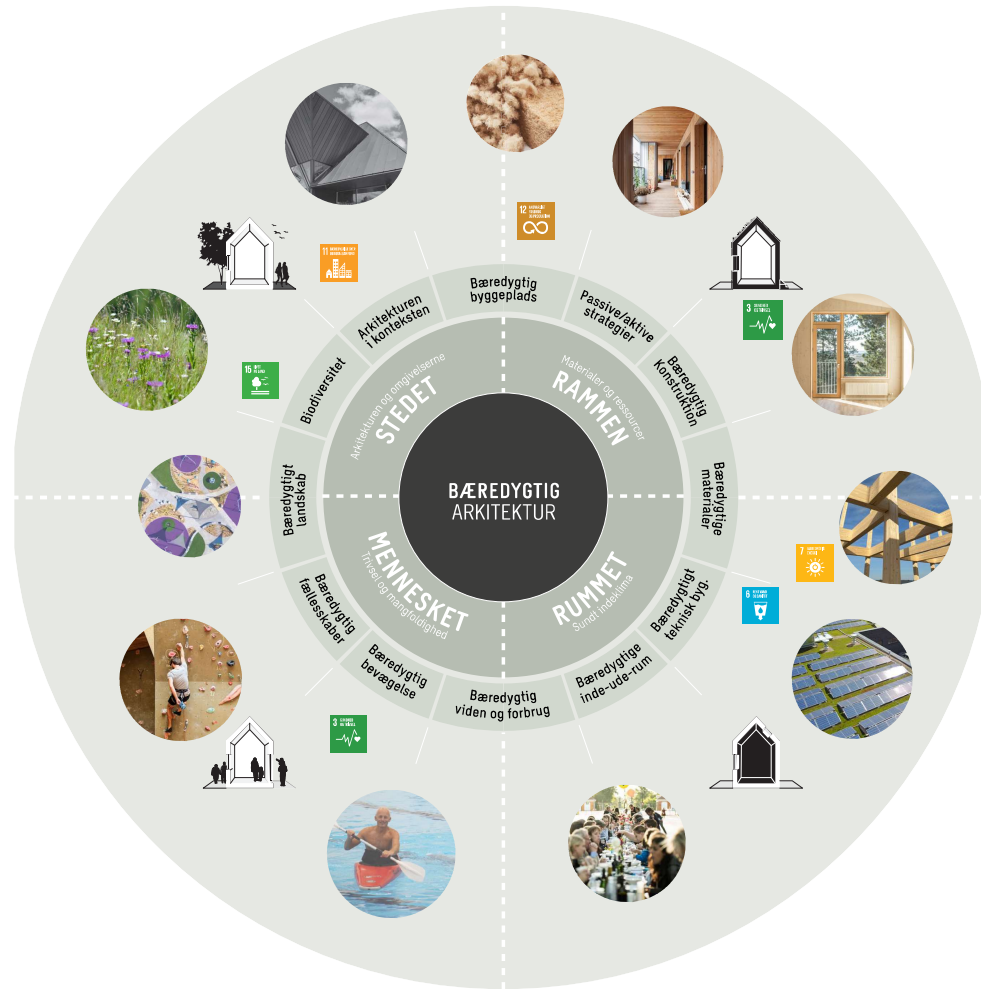 BÆREDYGTIG
ARKITEKTUR
Arkitekturen og omgivelserne
STEDET
Materialer og ressourcer
RAMMEN
RUMMET
Sundt indeklima
MENNESKET
Trivsel og mangfoldighed
Bæredygtig
byggeplads
Passive/aktive
strategier
Bæredygtig
Konstruktion
Bæredygtige
materialer
Bæredygtigt
teknisk byg.
Bæredygtige
inde-ude-rum
Bæredygtig
viden og forbrug
Bæredygtig
bevægelse
Bæredygtig
fællesskaber
Bæredygtigt
landskab
Biodiversitet
Arkitekturen
i konteksten
12
11
3
15
7
6
3